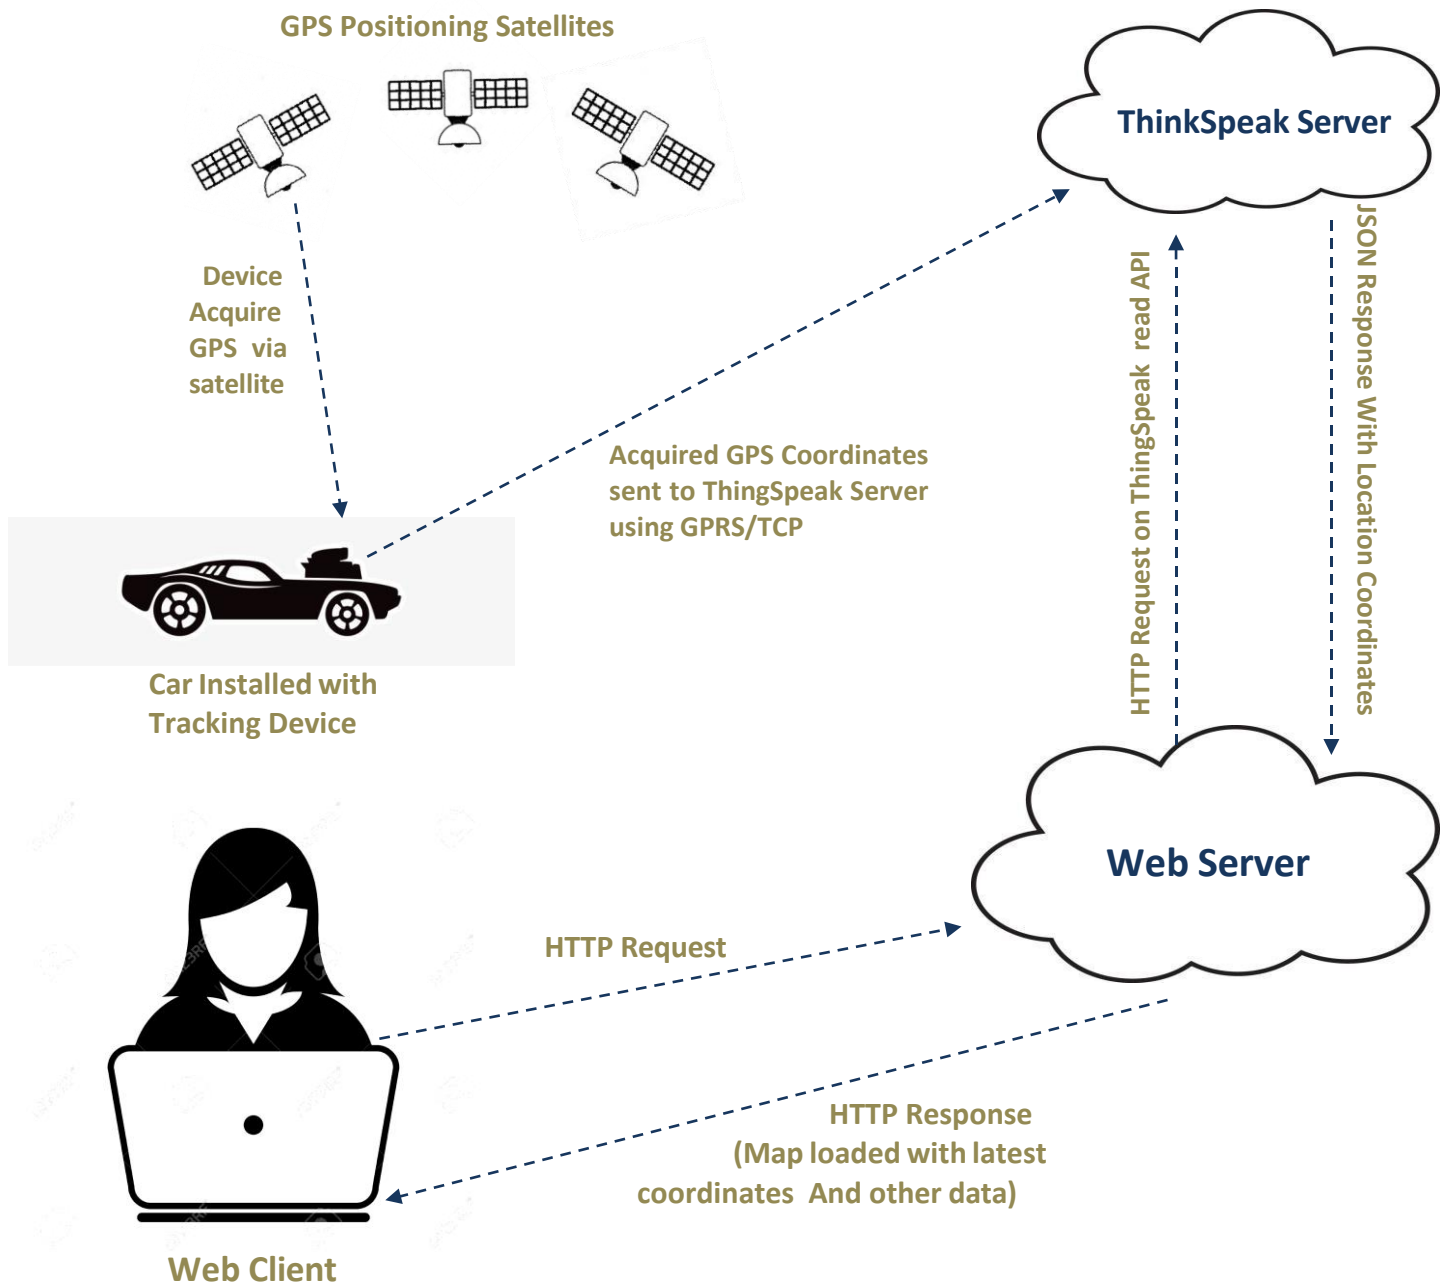 GPS Positioning Satellites
ThinkSpeak Server
Device
Acquire
GPS via
satellite
Acquired GPS Coordinates
sent to ThingSpeak Server
using GPRS/TCP
HTTP Request on ThingSpeak read API
JSON Response With Location Coordinates
Car Installed with
Tracking Device
Web Server
HTTP Request
HTTP Response
(Map loaded with latest
coordinates And other data)
Web Client